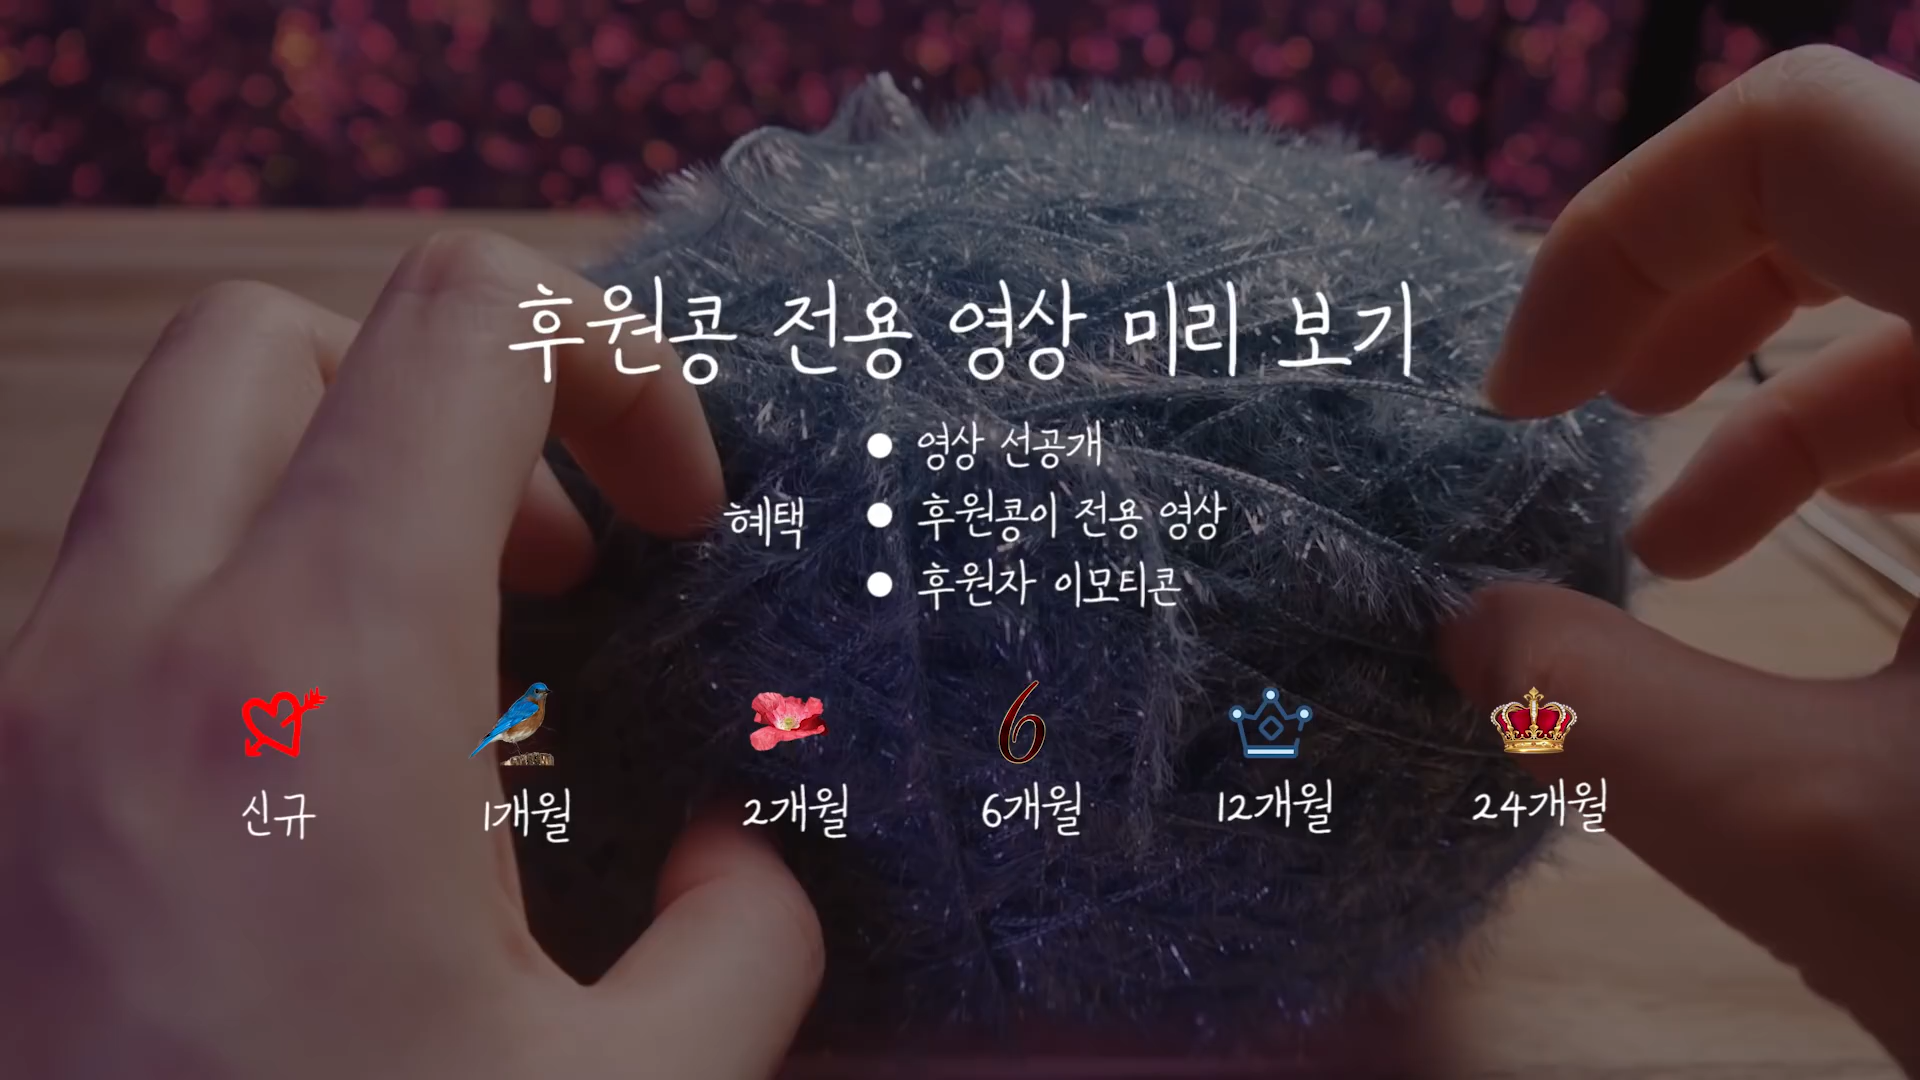 후원콩 전용 영상 미리 보기
혜택
● 영상 선공개
● 후원콩이 전용 영상
● 후원자 이모티콘
6
신규 1개월 2개월 6개월 12개월 24개월